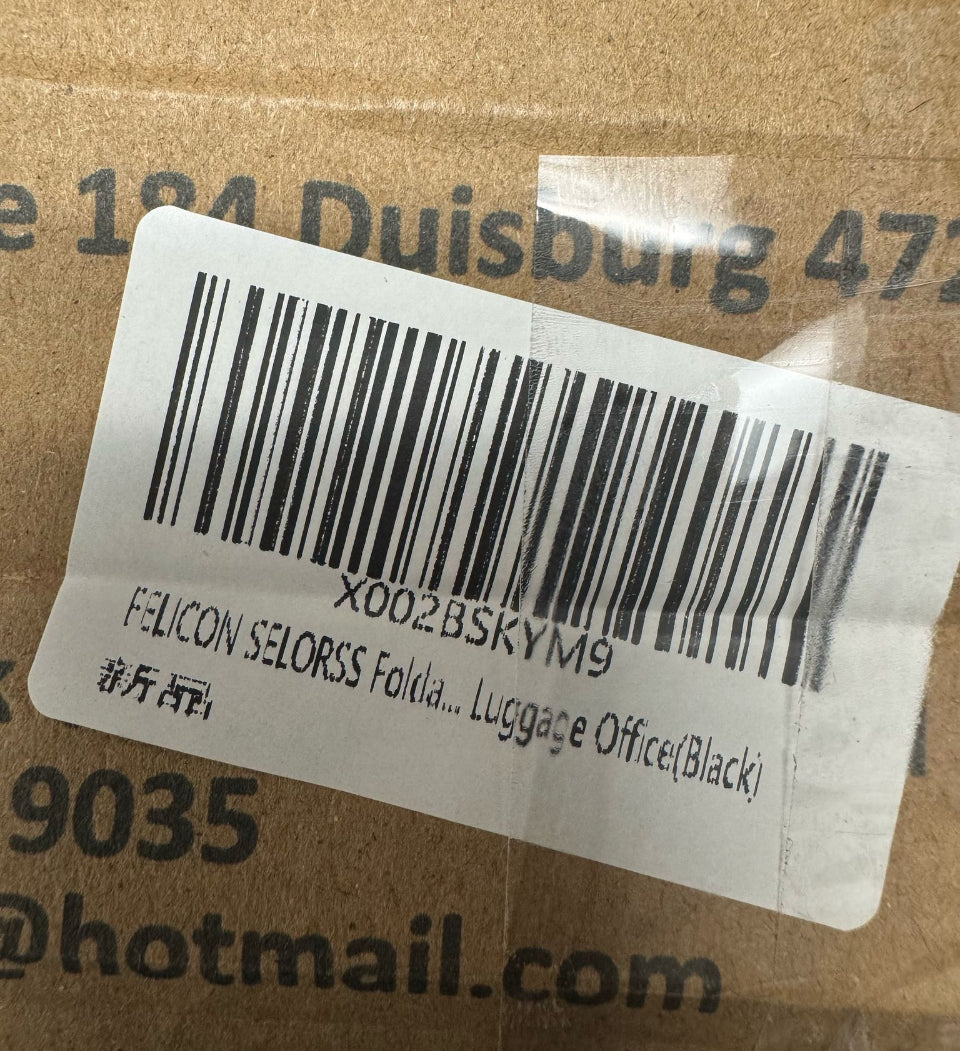 e 184 Duisburg 472
X002BSKYM9
FELICON SELORSS Folda... Luggage Office(Black)
新品
9035
@hotmail.com